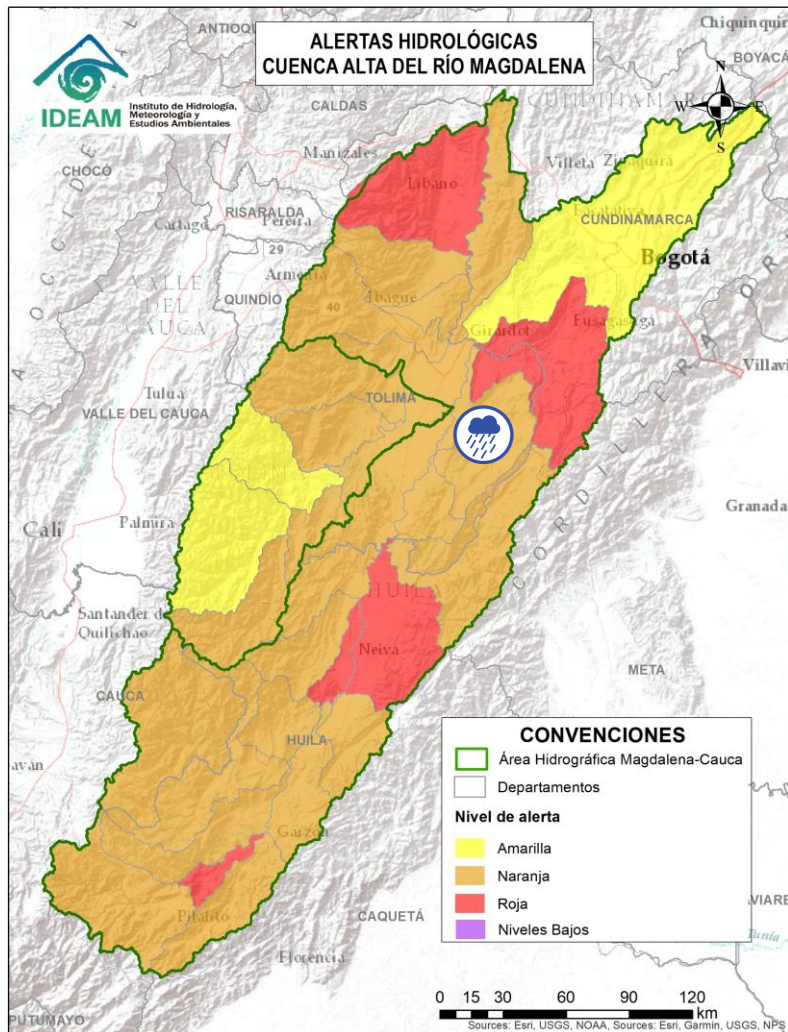 ALERTAS HIDROLÓGICAS
CUENCA ALTA DEL RÍO MAGDALENA
IDEAM
Instituto de Hidrología,
Meteorología y
Estudios Ambientales
Chiquinquir
BOYACÁ
N
W
E
S
CALDAS
Manizales
CHOCÓ
Líbano
Villeta
RISARALDA
Pereira
Cartago
CUNDINAMARCA
29
Bogotá
Armenia
QUINDÍO
40
Ibagué
Girardot
Fusagasugá
Villavi
VALLE
DEL
CAUCA
TOLIMA
Tuluá
VALLE DEL CAUCA
CORDILLERA
Granada
Cali
Palmira
HUILA
Santander de
Quilichao
Neiva
META
CAUCA
HUILA
Garzón
Pitalito
CAQUETÁ
Florencia
PUTUMAYO
CONVENCIONES
Área Hidrográfica Magdalena-Cauca
Departamentos
Nivel de alerta
Amarilla
Naranja
Roja
Niveles Bajos
VIARE
Tunía
0 15 30 60 90 120
km
Sources: Esri, USGS, NOAA, Sources: Esri, Garmin, USGS, NPS